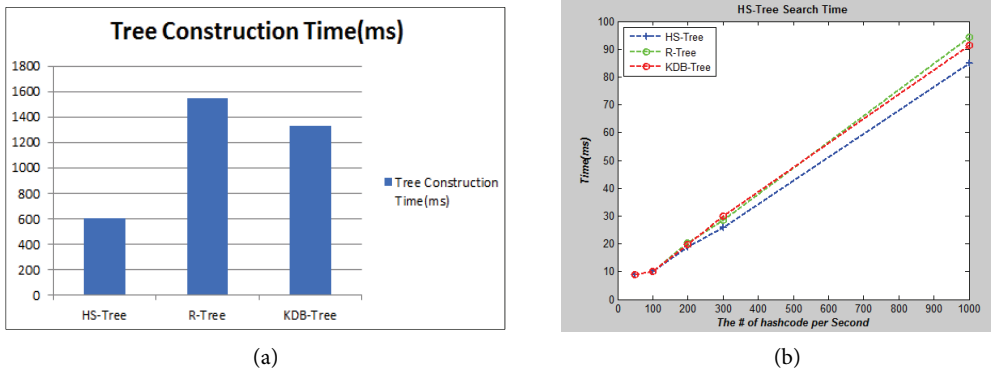 Tree Construction Time(ms)
1800
1600
1400
1200
1000
800
600
400
200
0
HS-Tree
R-Tree
KDB-Tree
Tree Construction
Time(ms)
(a)
HS-Tree Search Time
HS-Tree
R-Tree
KDB-Tree
Time(ms)
100
90
80
70
60
50
40
30
20
10
0
0 100 200 300 400 500 600 700 800 900 1000
The # of hashcode per Second
(b)